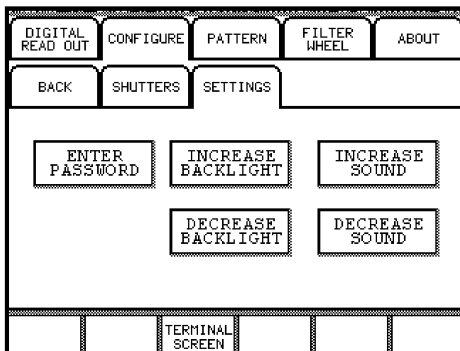 DIGITAL READ OUT
CONFIGURE
PATTERN
FILTER WHEEL
ABOUT
BACK
SHUTTERS
SETTINGS
ENTER PASSWORD
INCREASE BACKLIGHT
INCREASE SOUND
DECREASE BACKLIGHT
DECREASE SOUND
TERMINAL SCREEN